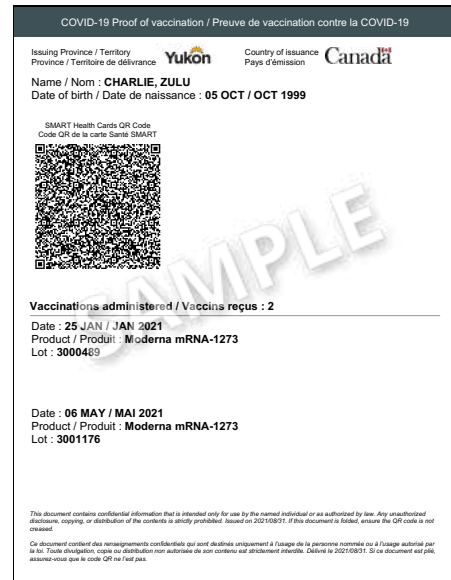 COVID-19 Proof of vaccination / Preuve de vaccination contre la COVID-19
Issuing Province / Territory
Province / Territoire de délivrance
Yukon
Country of issuance
Pays d'émission
Canada
Name / Nom : CHARLIE, ZULU
Date of birth / Date de naissance : 05 OCT / OCT 1999
SMART Health Cards QR Code
Code QR de la carte Santé SMART
SAMPLE
Vaccinations administered / Vaccins reçus : 2
Date : 25 JAN / JAN 2021
Product / Produit : Moderna mRNA-1273
Lot : 3000489
Date : 06 MAY / MAI 2021
Product / Produit : Moderna mRNA-1273
Lot : 3001176
This document contains confidential information that is intended only for use by the named individual or as authorized by law. Any unauthorized
disclosure, copying, or distribution of the contents is strictly prohibited. Issued on 2021/08/31. If this document is folded, ensure the QR code is not
creased.
Ce document contient des renseignements confidentiels qui sont destinés uniquement à l'usage de la personne nommée ou à l'usage autorisé par
la loi. Toute divulgation, copie ou distribution non autorisée de son contenu est strictement interdite. Délivré le 2021/08/31. Si ce document est plié,
assurez-vous que le code QR ne l'est pas.